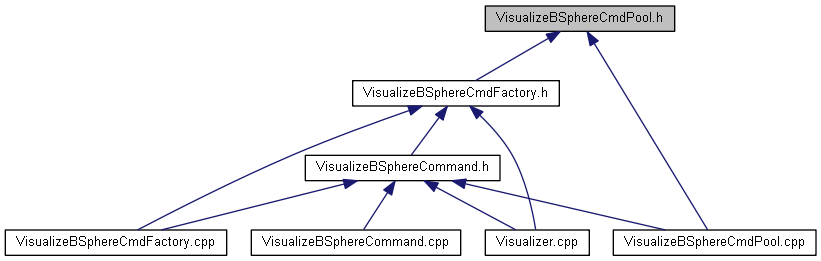 VisualizeBSphereCmdPool.h
VisualizeBSphereCmdFactory.h
VisualizeBSphereCommand.h
VisualizeBSphereCmdFactory.cpp
VisualizeBSphereCommand.cpp
Visualizer.cpp
VisualizeBSphereCmdPool.cpp